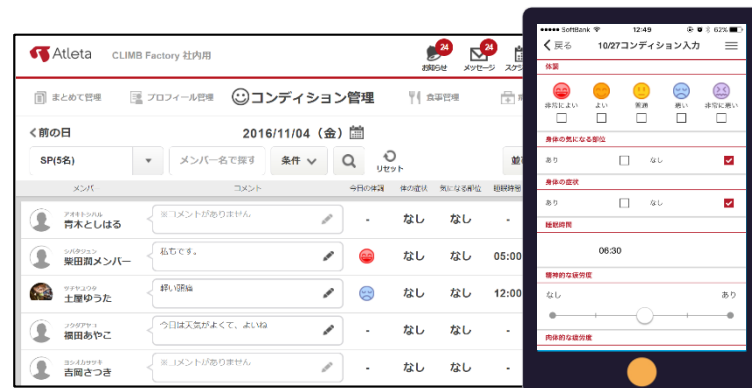 Atleta CLIMB Factory 社内用
24
お知らせ
24
メッセージ
スケジ
まとめて管理 プロフィール管理 コンディション管理 食事管理
<前の日 2016/11/04（金）
SP(5名) メンバー名で探す 条件 リセット
メンバー コメント 今日の体調 体の症状 気になる部位 睡眠時間
アオキトシハル
青木としはる ※コメントがありません - なし なし -
シバタジュン
柴田潤メンバー 私もです。 なし なし 05:00
ツチヤユウタ
土屋ゆうた 軽い頭痛 なし なし 12:00
フクダアヤコ
福田あやこ 今日は天気がよくて、よいね - なし なし -
ヨシオカサツキ
吉岡さつき ※コメントがありません - なし なし -
SoftBank 12:49 62%
戻る 10/27コンディション入力
体調
非常によい よい 普通 悪い 非常に悪い
身体の気になる部位
あり なし
身体の症状
あり なし
睡眠時間
06:30
精神的な疲労度
なし あり
肉体的な疲労度